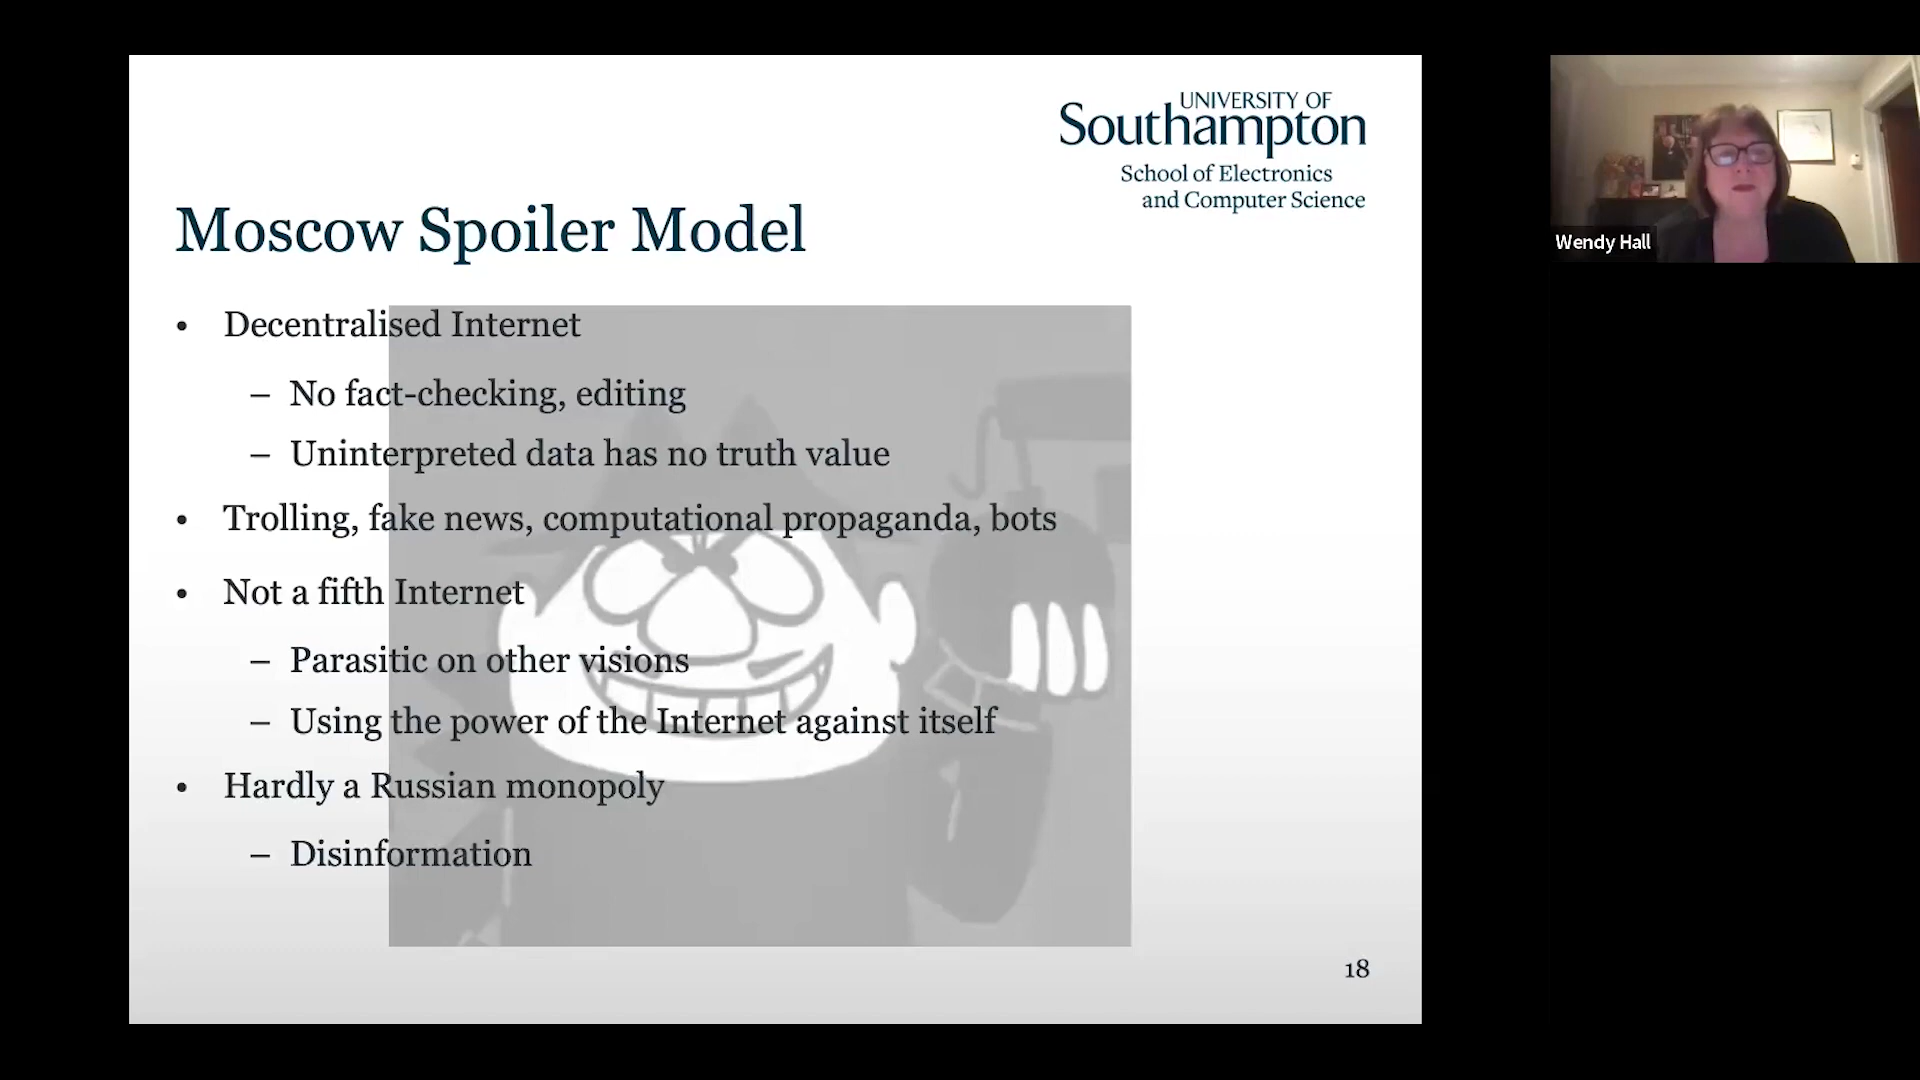 UNIVERSITY OF
Southampton
School of Electronics
and Computer Science
Moscow Spoiler Model
• Decentralised Internet
– No fact-checking, editing
– Uninterpreted data has no truth value
• Trolling, fake news, computational propaganda, bots
• Not a fifth Internet
– Parasitic on other visions
– Using the power of the Internet against itself
• Hardly a Russian monopoly
– Disinformation
18
Wendy Hall